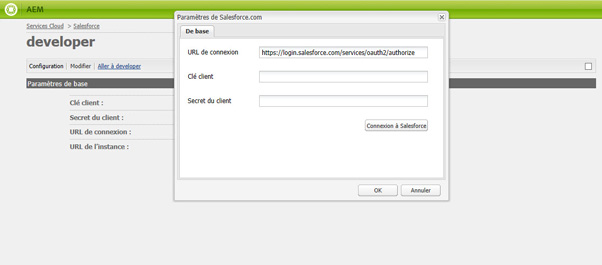 AEM
Services Cloud > Salesforce
developer
Configuration | Modifier | Aller à developer
Paramètres de base
Clé client :
Secret du client :
URL de connexion :
URL de l'instance :
Paramètres de Salesforce.com
De base
URL de connexion
https://login.salesforce.com/services/oauth2/authorize
Clé client
Secret du client
Connexion à Salesforce
OK
Annuler